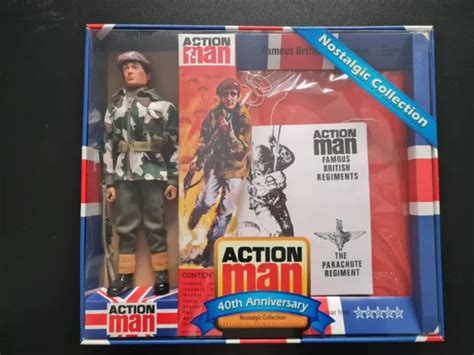 ACTION
man
Famous British
Nostalgic Collection
ACTION
man
FAMOUS
BRITISH
REGIMENTS
THE
PARACHUTE
REGIMENT
CONTENTS
ACTION
man
40th Anniversary
Nostalgic Collection
ACTION
man